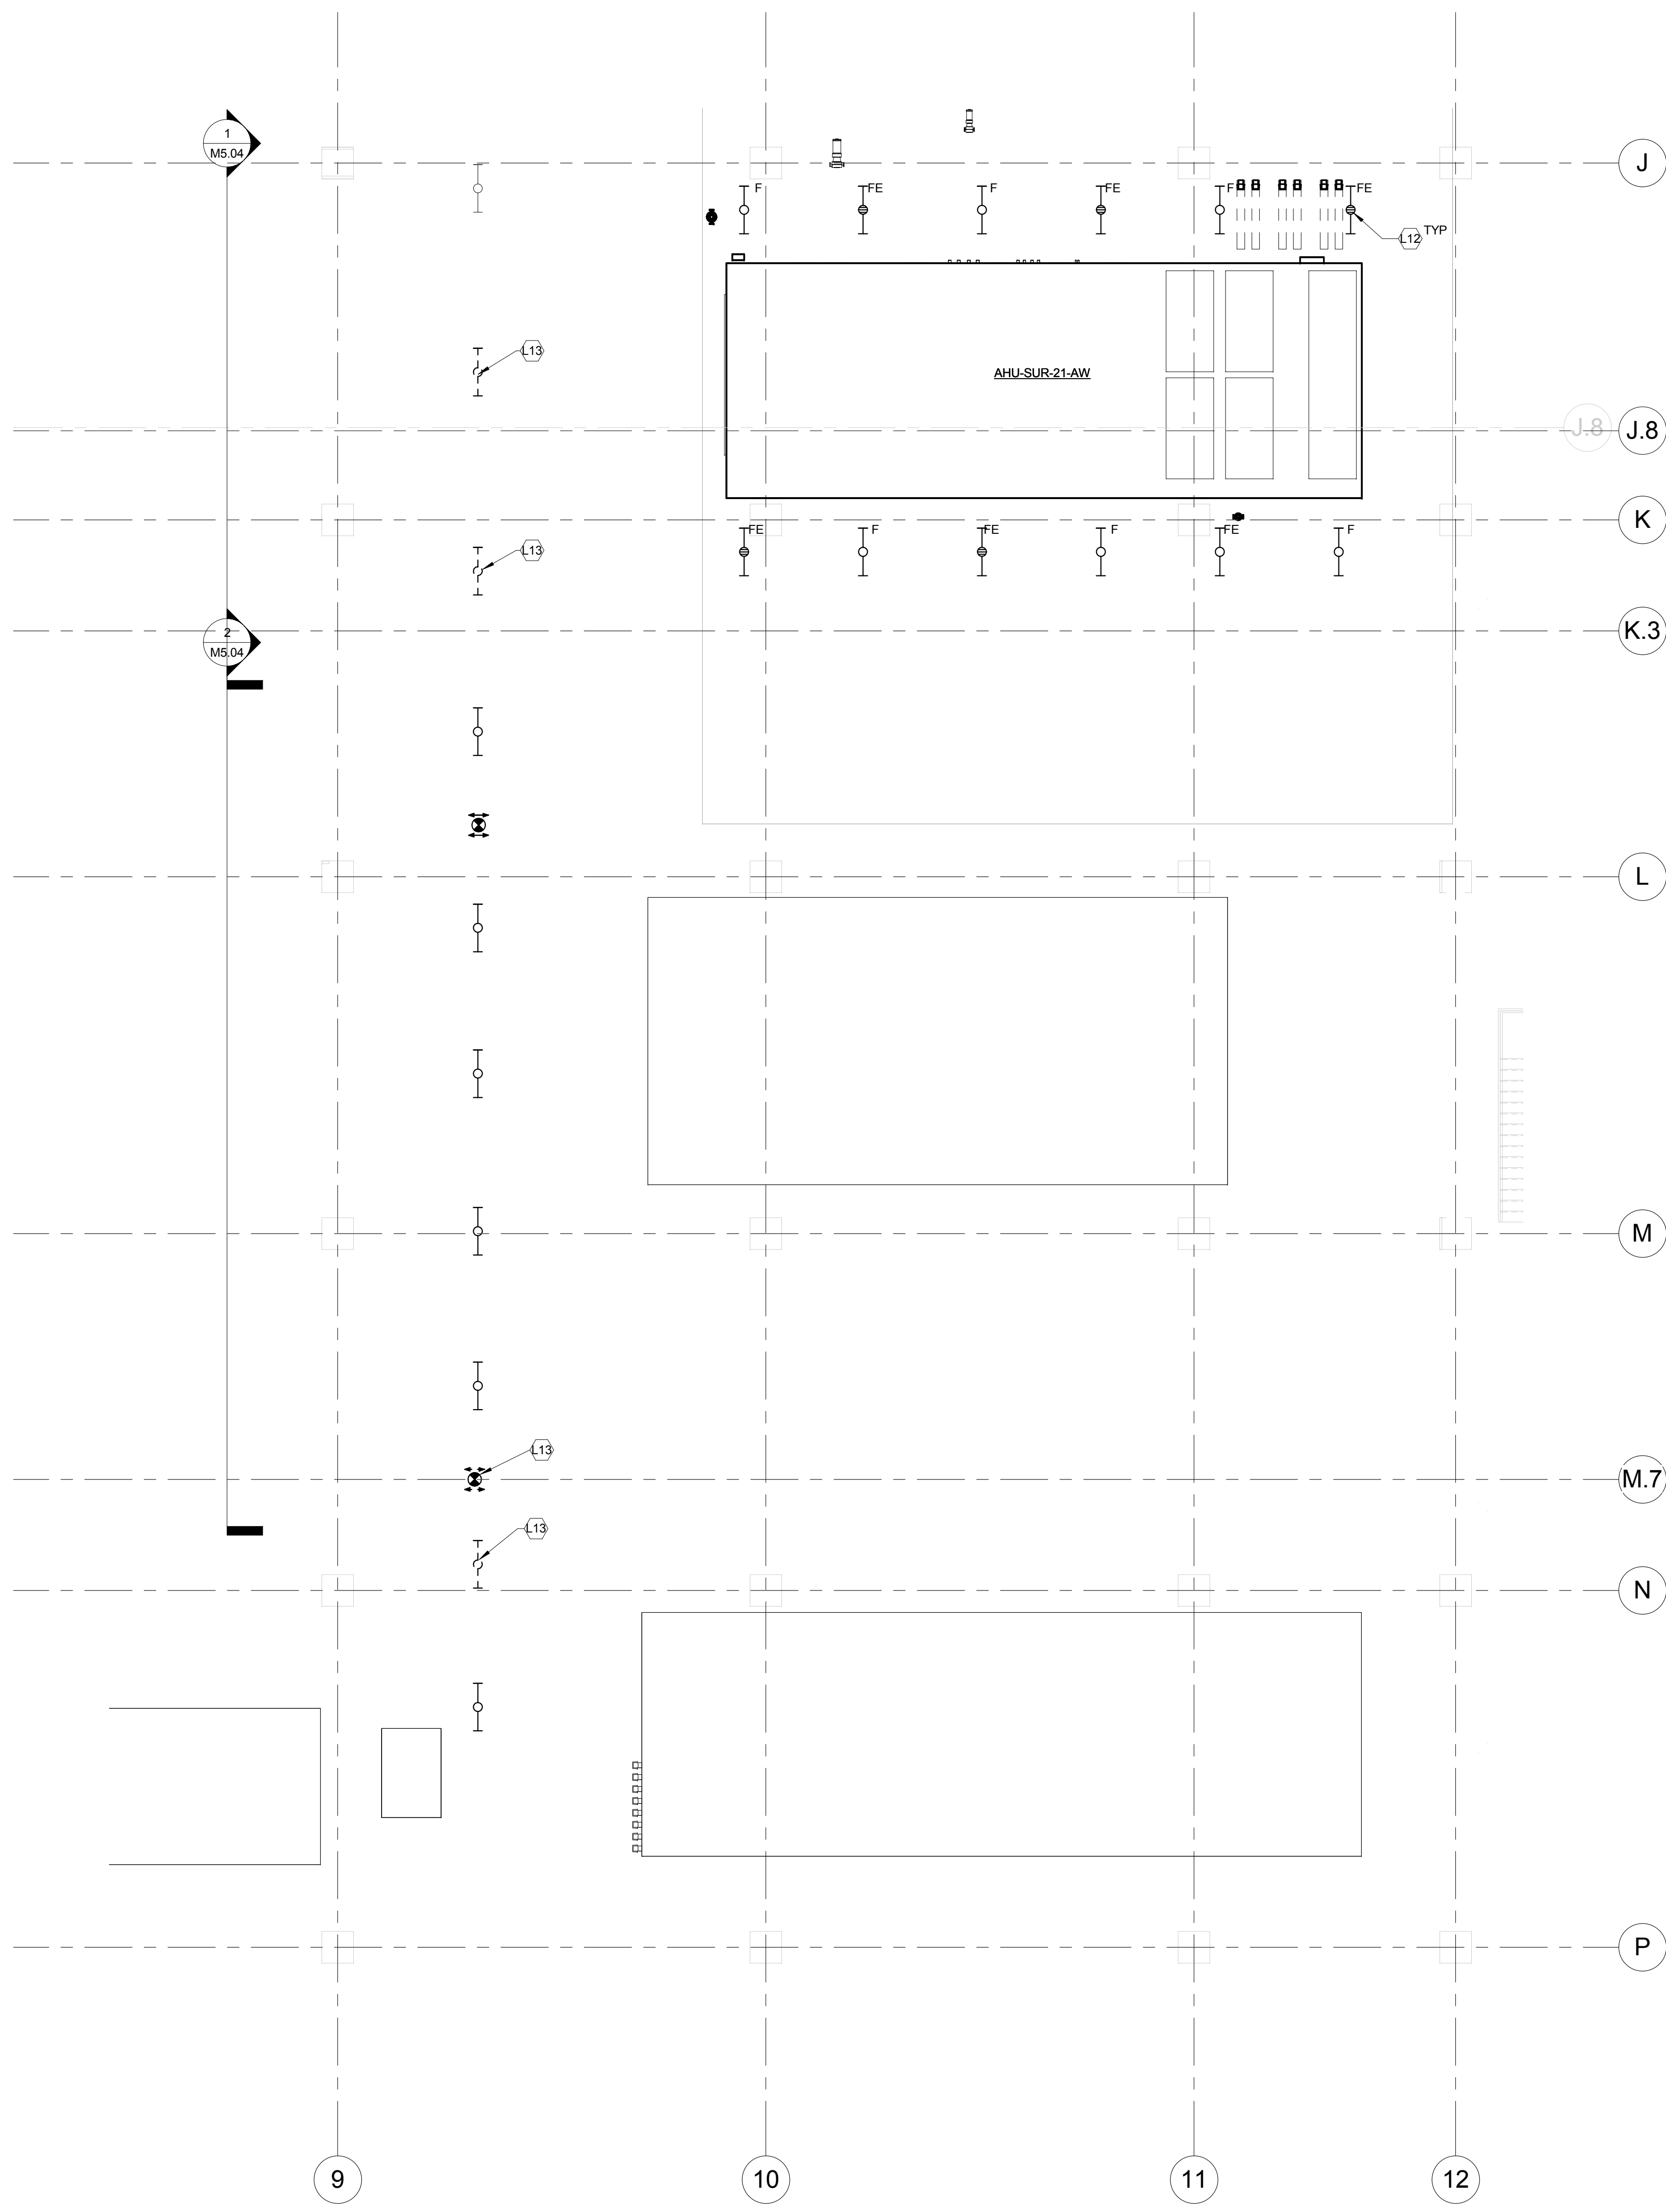 1
M5.04
J
F
FE
F
FE
F
FE
L12
TYP
L13
AHU-SUR-21-AW
J.8
J.8
K
FE
F
FE
F
FE
F
L13
2
M5.04
K.3
L
M
L13
M.7
L13
N
P
9
10
11
12